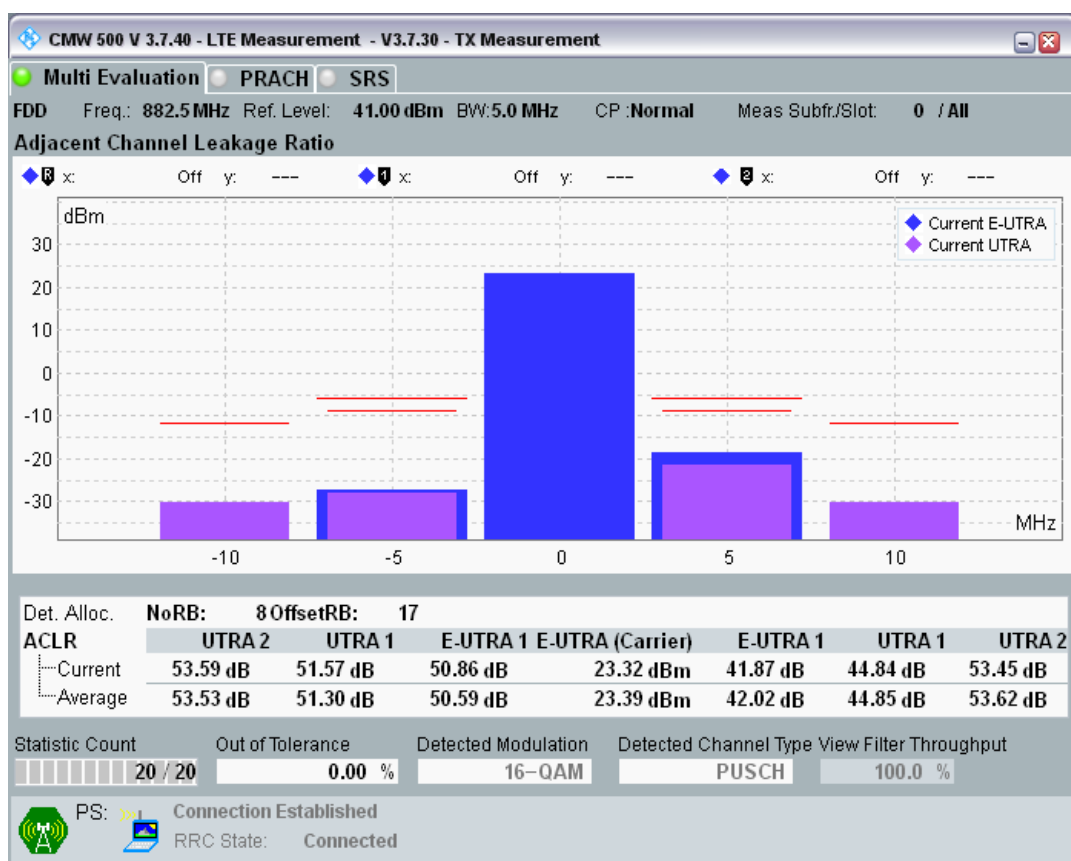 CMW 500 V 3.7.40 - LTE Measurement - V3.7.30 - TX Measurement
Multi Evaluation PRACH SRS
FDD Freq.: 882.5 MHz Ref. Level: 41.00 dBm BW:5.0 MHz CP :Normal Meas Subfr./Slot: 0 / All
Adjacent Channel Leakage Ratio
R x: Off y: --- 1 x: Off y: --- 2 x: Off y: ---
dBm
Current E-UTRA
Current UTRA
30
20
10
0
-10
-20
-30
MHz
-10 -5 0 5 10
Det. Alloc. NoRB: 8 OffsetRB: 17
ACLR UTRA 2 UTRA 1 E-UTRA 1 E-UTRA (Carrier) E-UTRA 1 UTRA 1 UTRA 2
Current 53.59 dB 51.57 dB 50.86 dB 23.32 dBm 41.87 dB 44.84 dB 53.45 dB
Average 53.53 dB 51.30 dB 50.59 dB 23.39 dBm 42.02 dB 44.85 dB 53.62 dB
Statistic Count Out of Tolerance Detected Modulation Detected Channel Type View Filter Throughput
20 / 20 0.00 % 16-QAM PUSCH 100.0 %
PS: Connection Established
RRC State: Connected